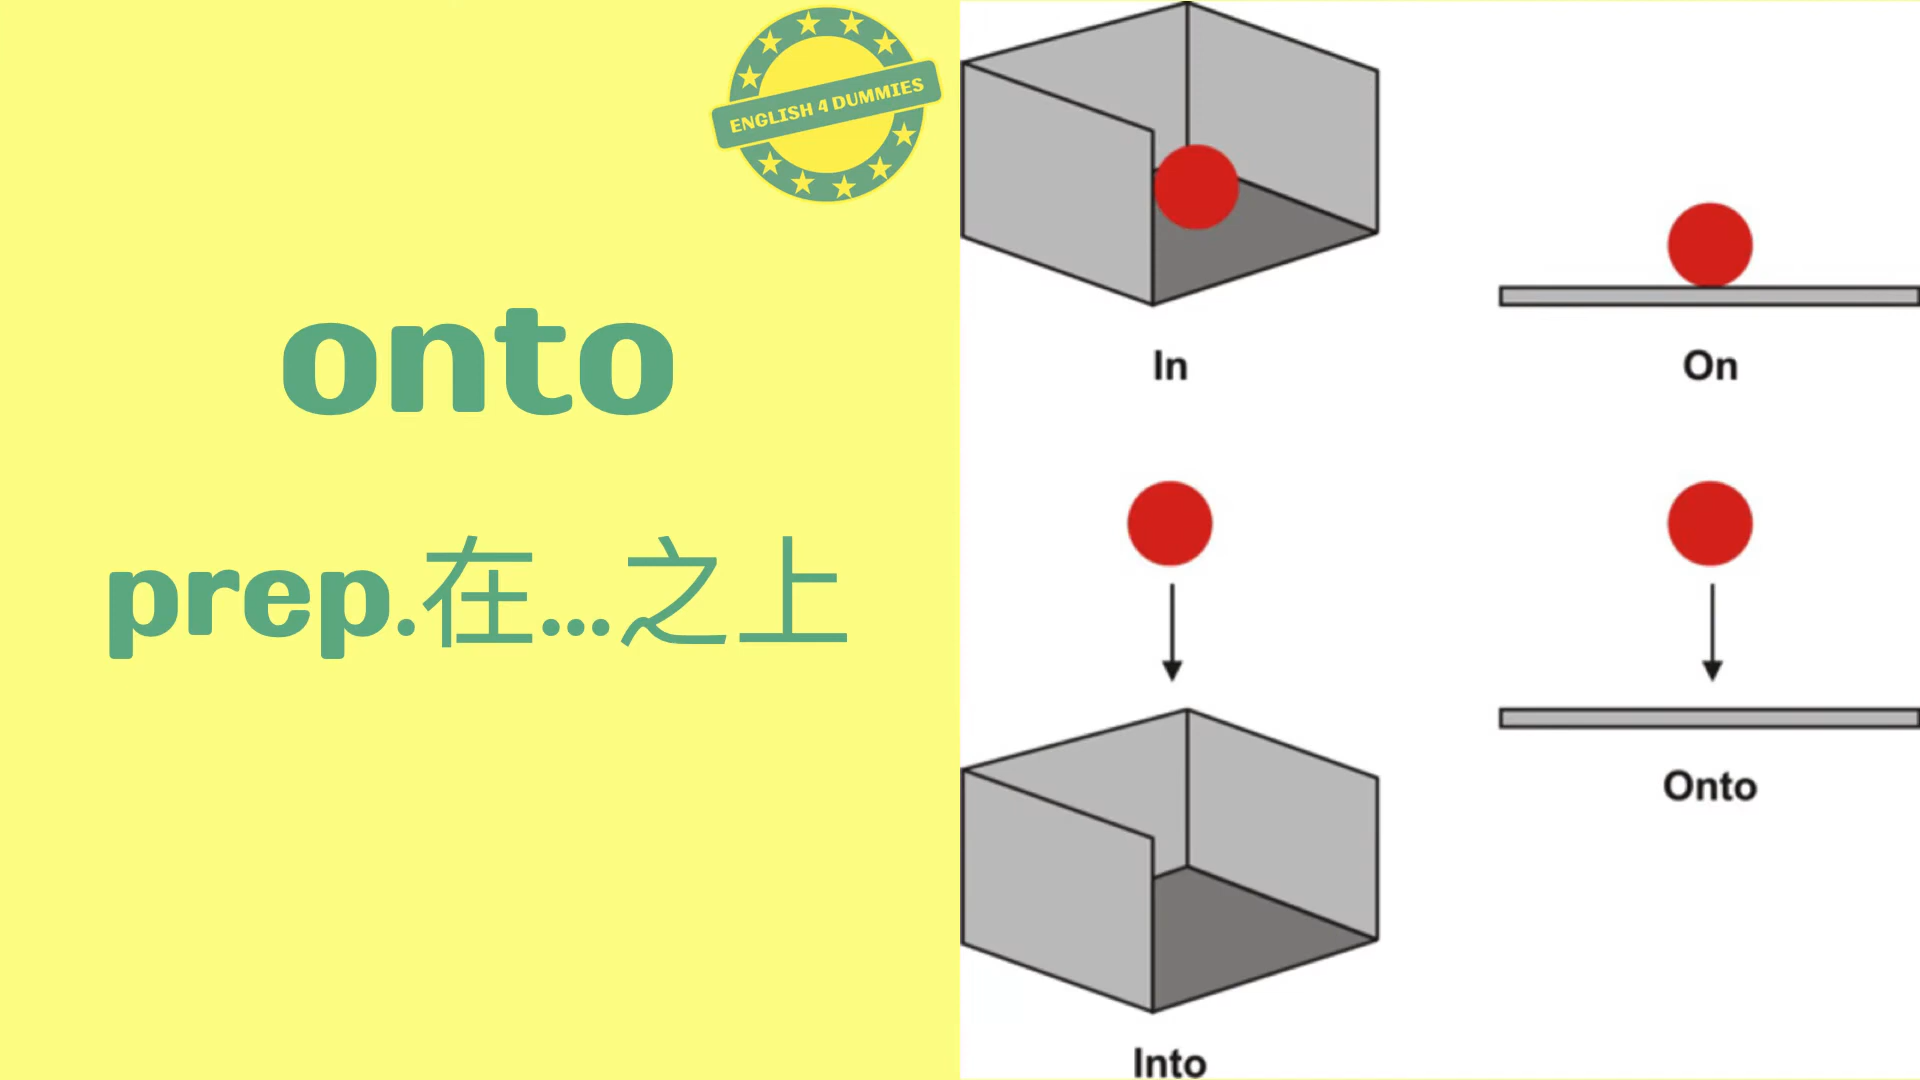 ENGLISH 4 DUMMIES
onto
prep.在...之上
In
On
Onto
Into